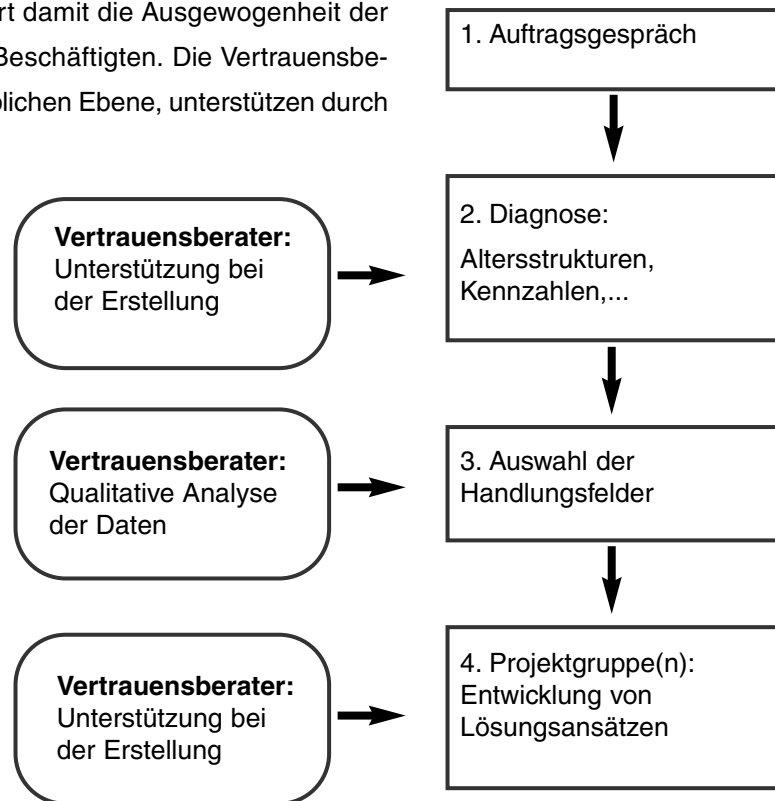 rt damit die Ausgewogenheit der
Beschäftigten. Die Vertrauensbe-
lichen Ebene, unterstützen durch
1. Auftragsgespräch
Vertrauensberater:
Unterstützung bei
der Erstellung
2. Diagnose:
Altersstrukturen,
Kennzahlen,...
Vertrauensberater:
Qualitative Analyse
der Daten
3. Auswahl der
Handlungsfelder
Vertrauensberater:
Unterstützung bei
der Erstellung
4. Projektgruppe(n):
Entwicklung von
Lösungsansätzen